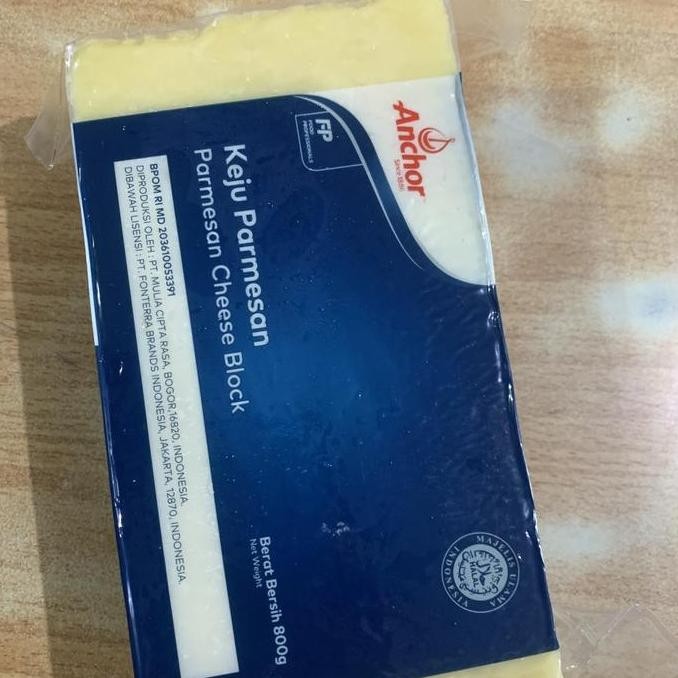 Anchor
Since 1886
FP
FOOD
PROFESSIONALS
Keju Parmesan
Parmesan Cheese Block
BPOM RI MD 203610053391
DIPRODUKSI OLEH : PT. MULIA CIPTA RASA, BOGOR,16820, INDONESIA.
DIBAWAH LISENSI : PT. FONTERRA BRANDS INDONESIA, JAKARTA, 12870, INDONESIA.
Berat Bersih 800g
Net Weight
MAJELIS ULAMA
INDONESIA
HALAL